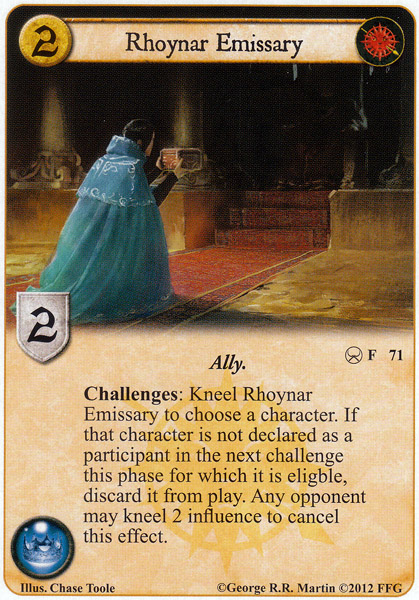 2
Rhoynar Emissary
2
Ally.
F 71
Challenges: Kneel Rhoynar
Emissary to choose a character. If
that character is not declared as a
participant in the next challenge
this phase for which it is eligble,
discard it from play. Any opponent
may kneel 2 influence to cancel
this effect.
Illus. Chase Toole
©George R.R. Martin ©2012 FFG